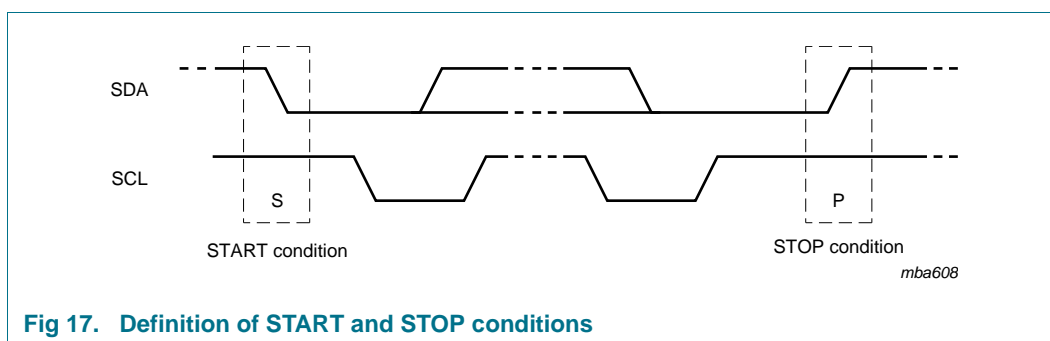 SDA
SCL
S
P
START condition
STOP condition
mba608
Fig 17. Definition of START and STOP conditions